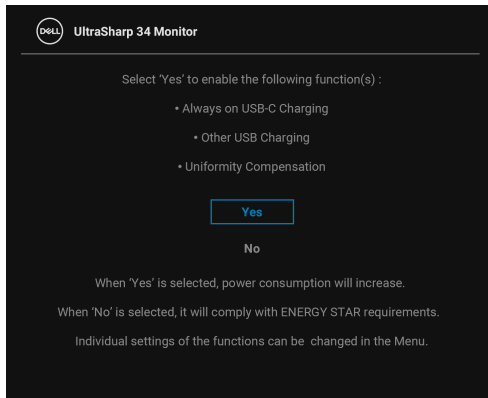 DELL UltraSharp 34 Monitor
Select ‘Yes’ to enable the following function(s) :
• Always on USB-C Charging
• Other USB Charging
• Uniformity Compensation
Yes
No
When ‘Yes’ is selected, power consumption will increase.
When ‘No’ is selected, it will comply with ENERGY STAR requirements.
Individual settings of the functions can be changed in the Menu.